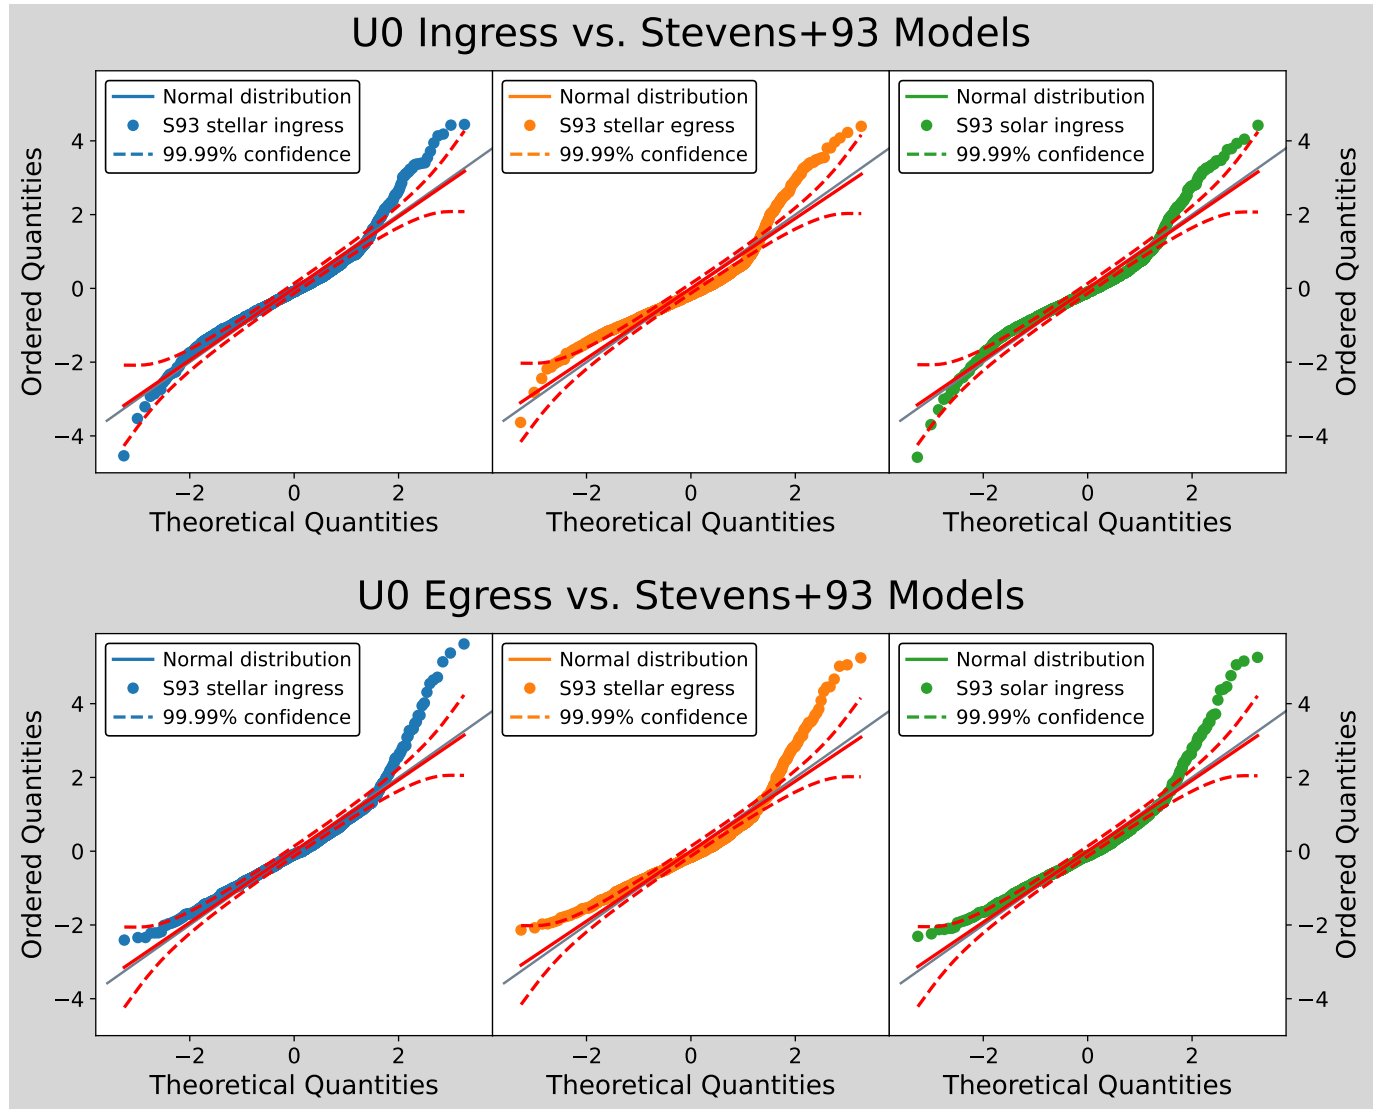 U0 Ingress vs. Stevens+93 Models
Normal distribution
S93 stellar ingress
99.99% confidence
Normal distribution
S93 stellar egress
99.99% confidence
Normal distribution
S93 solar ingress
99.99% confidence
Ordered Quantities
4
2
0
−2
−4
4
2
0
−2
−4
Ordered Quantities
−2 0 2 −2 0 2 −2 0 2
Theoretical Quantities Theoretical Quantities Theoretical Quantities
U0 Egress vs. Stevens+93 Models
Normal distribution
S93 stellar ingress
99.99% confidence
Normal distribution
S93 stellar egress
99.99% confidence
Normal distribution
S93 solar ingress
99.99% confidence
Ordered Quantities
4
2
0
−2
−4
4
2
0
−2
−4
Ordered Quantities
−2 0 2 −2 0 2 −2 0 2
Theoretical Quantities Theoretical Quantities Theoretical Quantities